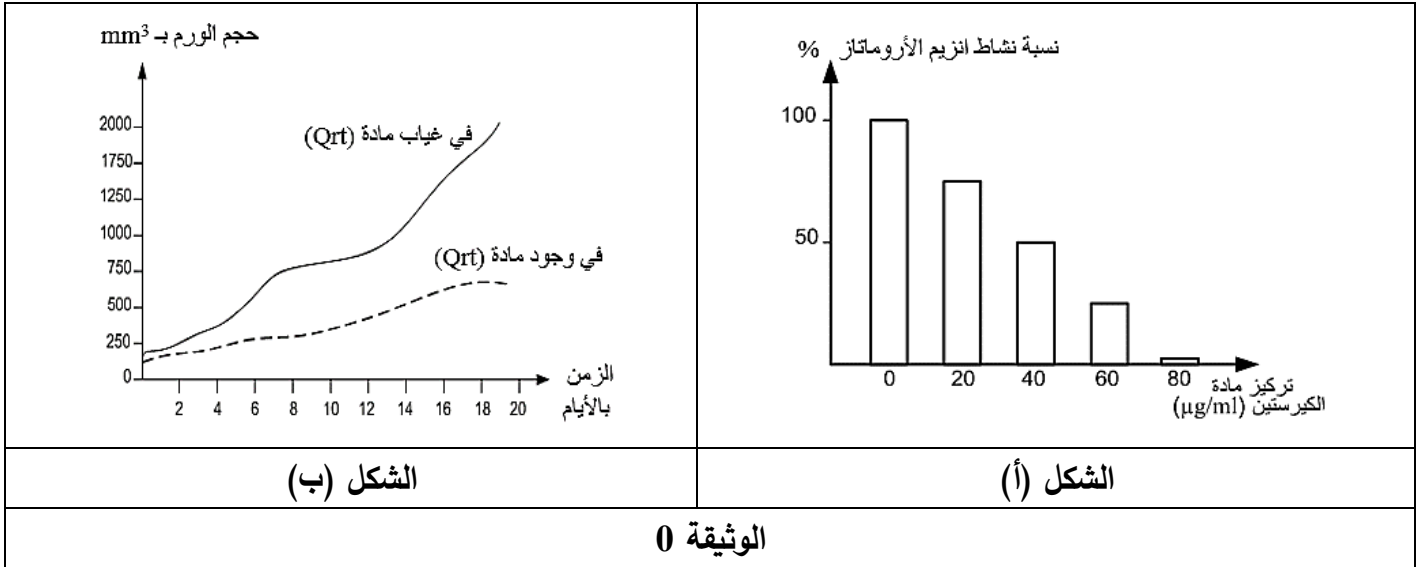 نسبة نشاط انزيم الأروماتاز %
100
50
0 20 40 60 80
تركيز مادة
الكيرستين (µg/ml)
الشكل (أ)
حجم الورم بـ mm³
2000
1750
1250
1000
750
500
250
0
في غياب مادة (Qrt)
في وجود مادة (Qrt)
2 4 6 8 10 12 14 16 18 20
الزمن
بالأيام
الشكل (ب)
الوثيقة 0